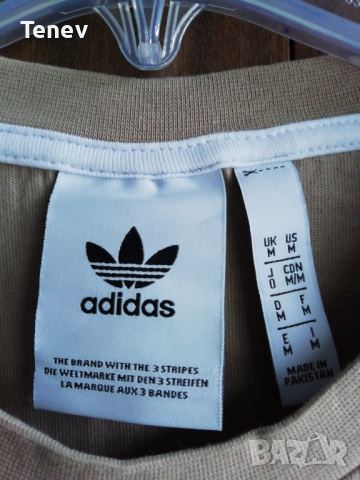 Tenev
adidas
THE BRAND WITH THE 3 STRIPES
DIE WELTMARKE MIT DEN 3 STREIFEN
LA MARQUE AUX 3 BANDES
UK M US M
J O CDN M/M
D M F M
E M I M
MADE IN
PAKISTAN
BAZAR